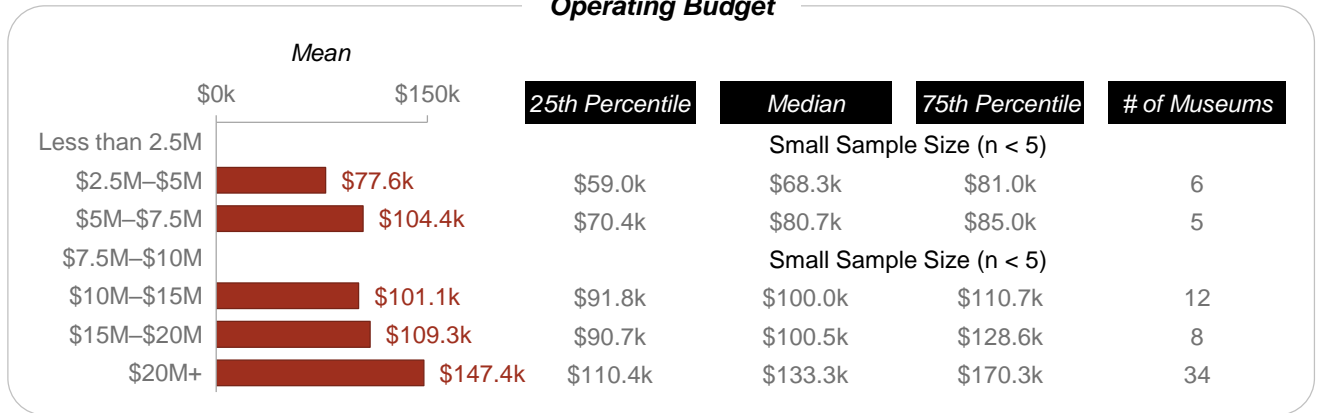 Operating Budget
Mean
$0k $150k 25th Percentile Median 75th Percentile # of Museums
Less than 2.5M Small Sample Size (n < 5)
$2.5M–$5M $77.6k $59.0k $68.3k $81.0k 6
$5M–$7.5M $104.4k $70.4k $80.7k $85.0k 5
$7.5M–$10M Small Sample Size (n < 5)
$10M–$15M $101.1k $91.8k $100.0k $110.7k 12
$15M–$20M $109.3k $90.7k $100.5k $128.6k 8
$20M+ $147.4k $110.4k $133.3k $170.3k 34